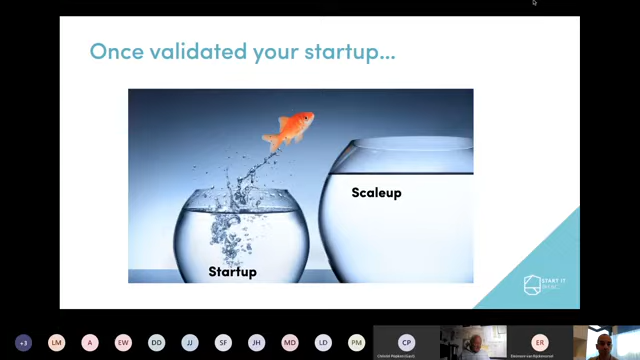 Once validated your startup...
Scaleup
Startup
START IT
+3
LM
A
EW
DD
JJ
SF
JH
MD
LD
PM
CP
ER